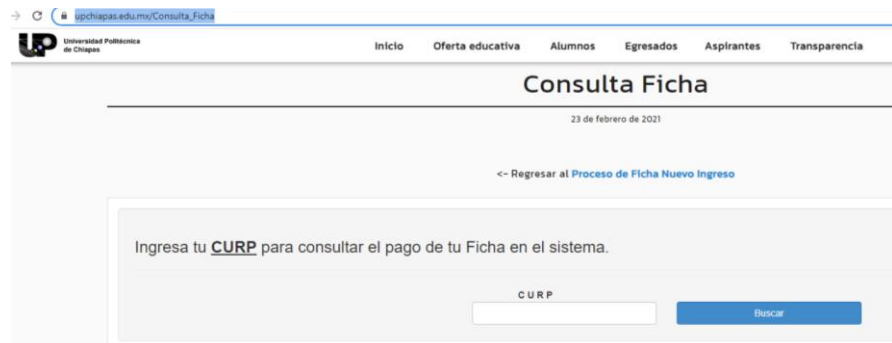 upchiapas.edu.mx/Consulta_Ficha
UP Universidad Politécnica
de Chiapas
Inicio Oferta educativa Alumnos Egresados Aspirantes Transparencia
Consulta Ficha
23 de febrero de 2021
<- Regresar al Proceso de Ficha Nuevo Ingreso
Ingresa tu CURP para consultar el pago de tu Ficha en el sistema.
CURP
Buscar